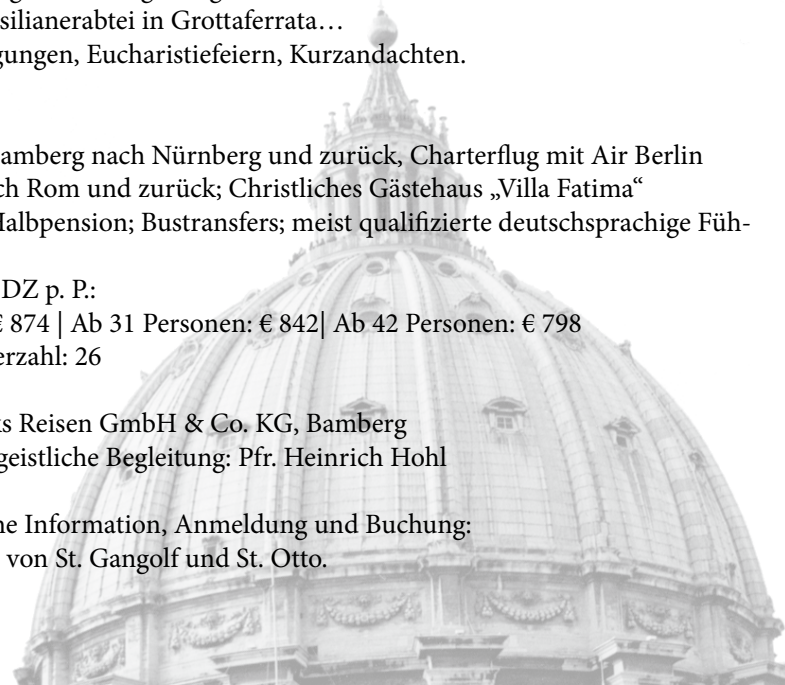 silianerabtei in Grottaferrata…
gungen, Eucharistiefeiern, Kurzandachten.
amberg nach Nürnberg und zurück, Charterflug mit Air Berlin
ch Rom und zurück; Christliches Gästehaus „Villa Fatima“
Halbpension; Bustransfers; meist qualifizierte deutschsprachige Füh-
DZ p. P.:
€ 874 | Ab 31 Personen: € 842| Ab 42 Personen: € 798
erzahl: 26
s Reisen GmbH & Co. KG, Bamberg
geistliche Begleitung: Pfr. Heinrich Hohl
ne Information, Anmeldung und Buchung:
von St. Gangolf und St. Otto.